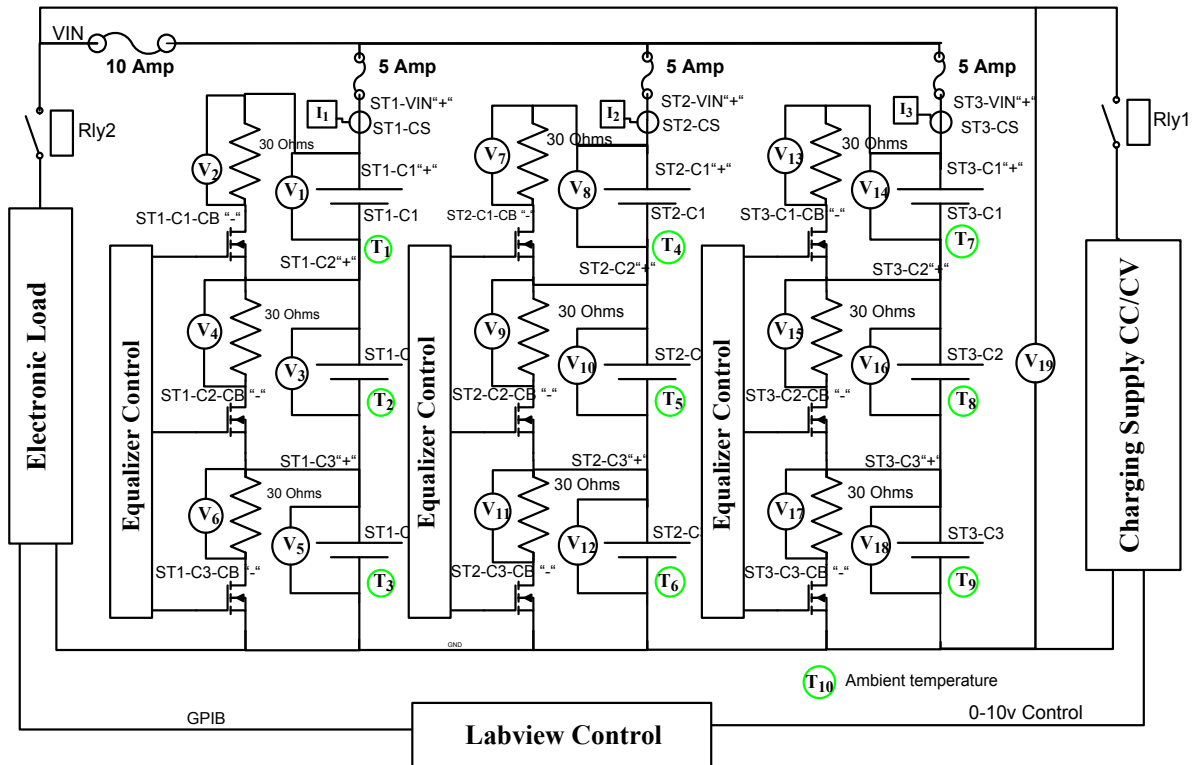 VIN
10 Amp
5 Amp
5 Amp
5 Amp
Rly2
Rly1
I1
ST1-VIN“+“
ST1-CS
I2
ST2-VIN“+“
ST2-CS
I3
ST3-VIN“+“
ST3-CS
30 Ohms
30 Ohms
30 Ohms
V2
V1
V7
V8
V13
V14
ST1-C1“+“
ST2-C1“+“
ST3-C1“+“
ST1-C1
ST2-C1
ST3-C1
ST1-C1-CB “-“
ST2-C1-CB “-“
ST3-C1-CB “-“
T1
T4
T7
ST1-C2“+“
ST2-C2“+“
ST3-C2“+“
30 Ohms
30 Ohms
30 Ohms
V4
V3
V9
V10
V15
V16
V19
ST1-C
ST2-C
ST3-C2
ST1-C2-CB “-“
ST2-C2-CB “-“
ST3-C2-CB “-“
T2
T5
T8
Electronic Load
Equalizer Control
Equalizer Control
Equalizer Control
Charging Supply CC/CV
ST1-C3“+“
ST2-C3“+“
ST3-C3“+“
30 Ohms
30 Ohms
30 Ohms
V6
V5
V11
V12
V17
V18
ST1-C
ST2-C3
ST3-C3
ST1-C3-CB “-“
ST2-C3-CB “-“
ST3-C3-CB “-“
T3
T6
T9
GND
T10
Ambient temperature
GPIB
0-10v Control
Labview Control